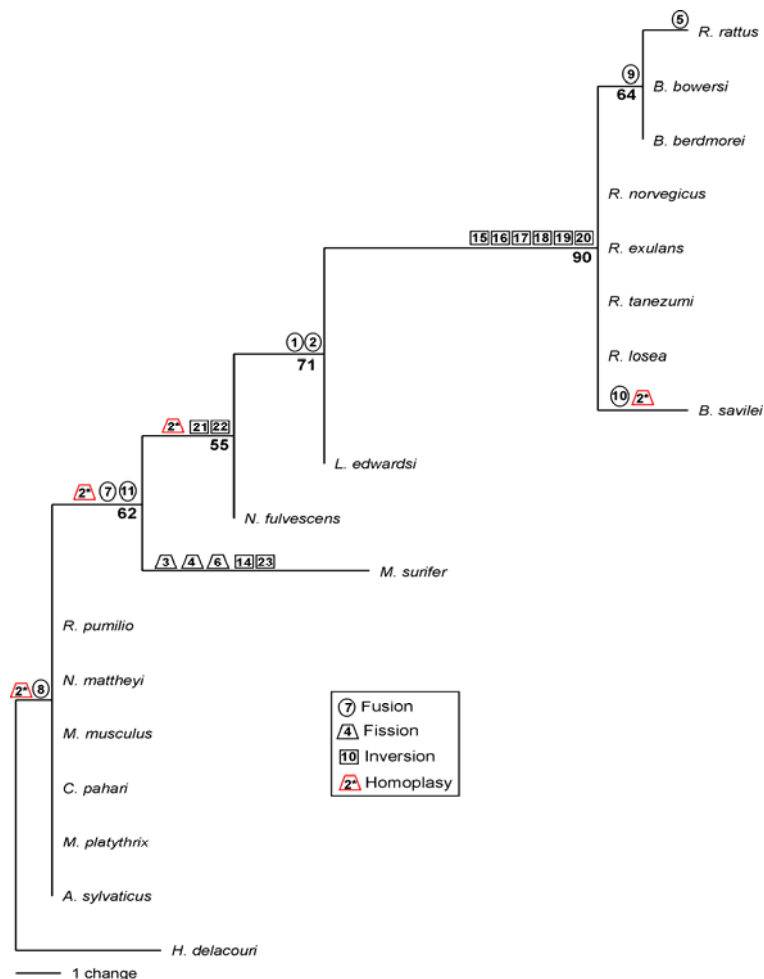 5
R. rattus
9
64
B. bowersi
B. berdmorei
R. norvegicus
15 16 17 18 19 20
90
R. exulans
R. tanezumi
1 2
71
R. losea
10 2*
B. savilei
2* 21 22
55
L. edwardsi
2* 7 11
62
N. fulvescens
3 4 6 14 23
M. surifer
R. pumilio
2* 8
N. mattheyi
M. musculus
C. pahari
M. platythrix
A. sylvaticus
7 Fusion
4 Fission
10 Inversion
2* Homoplasy
H. delacouri
1 change